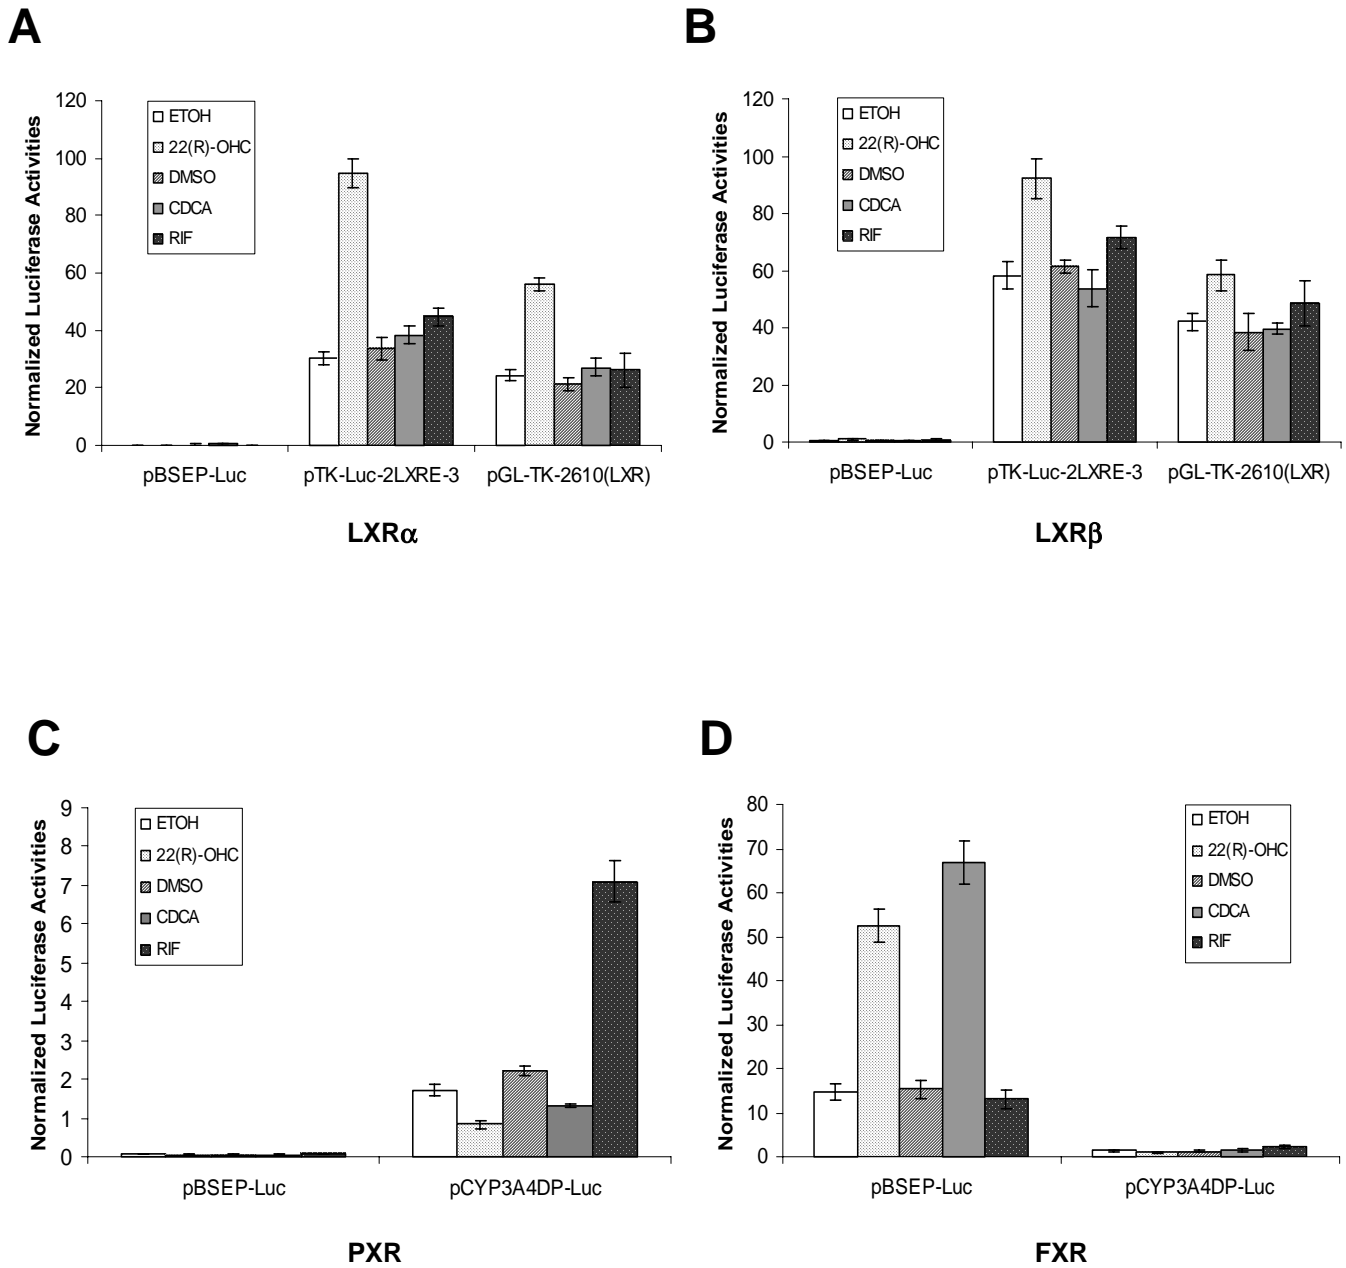 A
Normalized Luciferase Activities
120
100
80
60
40
20
0
ETOH
22(R)-OHC
DMSO
CDCA
RIF
pBSEP-Luc pTK-Luc-2LXRE-3 pGL-TK-2610(LXR)
LXRα
B
Normalized Luciferase Activities
120
100
80
60
40
20
0
ETOH
22(R)-OHC
DMSO
CDCA
RIF
pBSEP-Luc pTK-Luc-2LXRE-3 pGL-TK-2610(LXR)
LXRβ
C
Normalized Luciferase Activities
9
8
7
6
5
4
3
2
1
0
ETOH
22(R)-OHC
DMSO
CDCA
RIF
pBSEP-Luc pCYP3A4DP-Luc
PXR
D
Normalized Luciferase Activities
80
70
60
50
40
30
20
10
0
ETOH
22(R)-OHC
DMSO
CDCA
RIF
pBSEP-Luc pCYP3A4DP-Luc
FXR